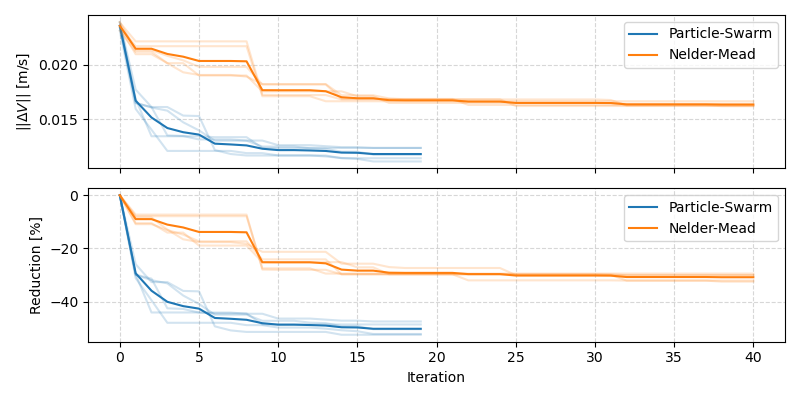 ||ΔV|| [m/s]
0.020
0.015
Particle-Swarm
Nelder-Mead
Reduction [%]
0
−20
−40
Particle-Swarm
Nelder-Mead
0 5 10 15 20 25 30 35 40
Iteration